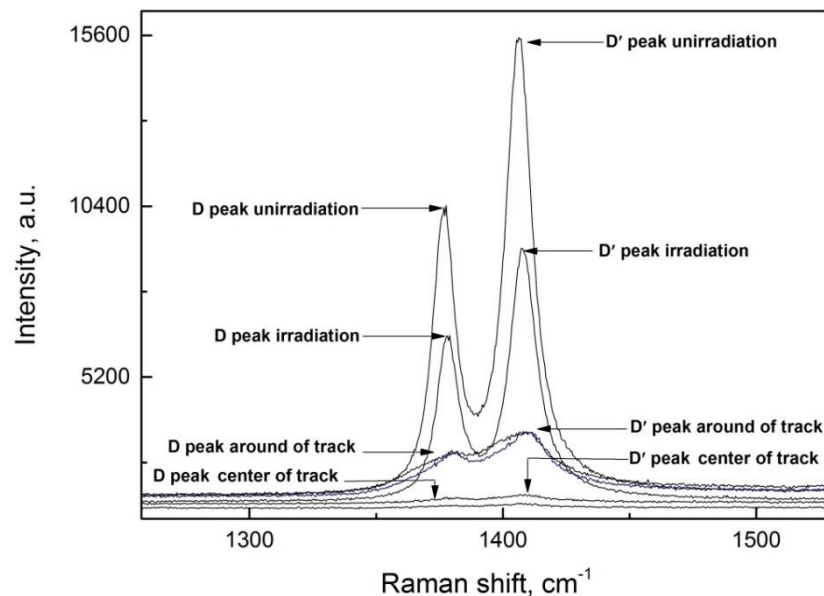 15600
D′ peak unirradiation
10400
D peak unirradiation
D′ peak irradiation
D peak irradiation
5200
D′ peak around of track
D peak around of track
D′ peak center of track
D peak center of track
Intensity, a.u.
1300
1400
1500
Raman shift, cm⁻¹